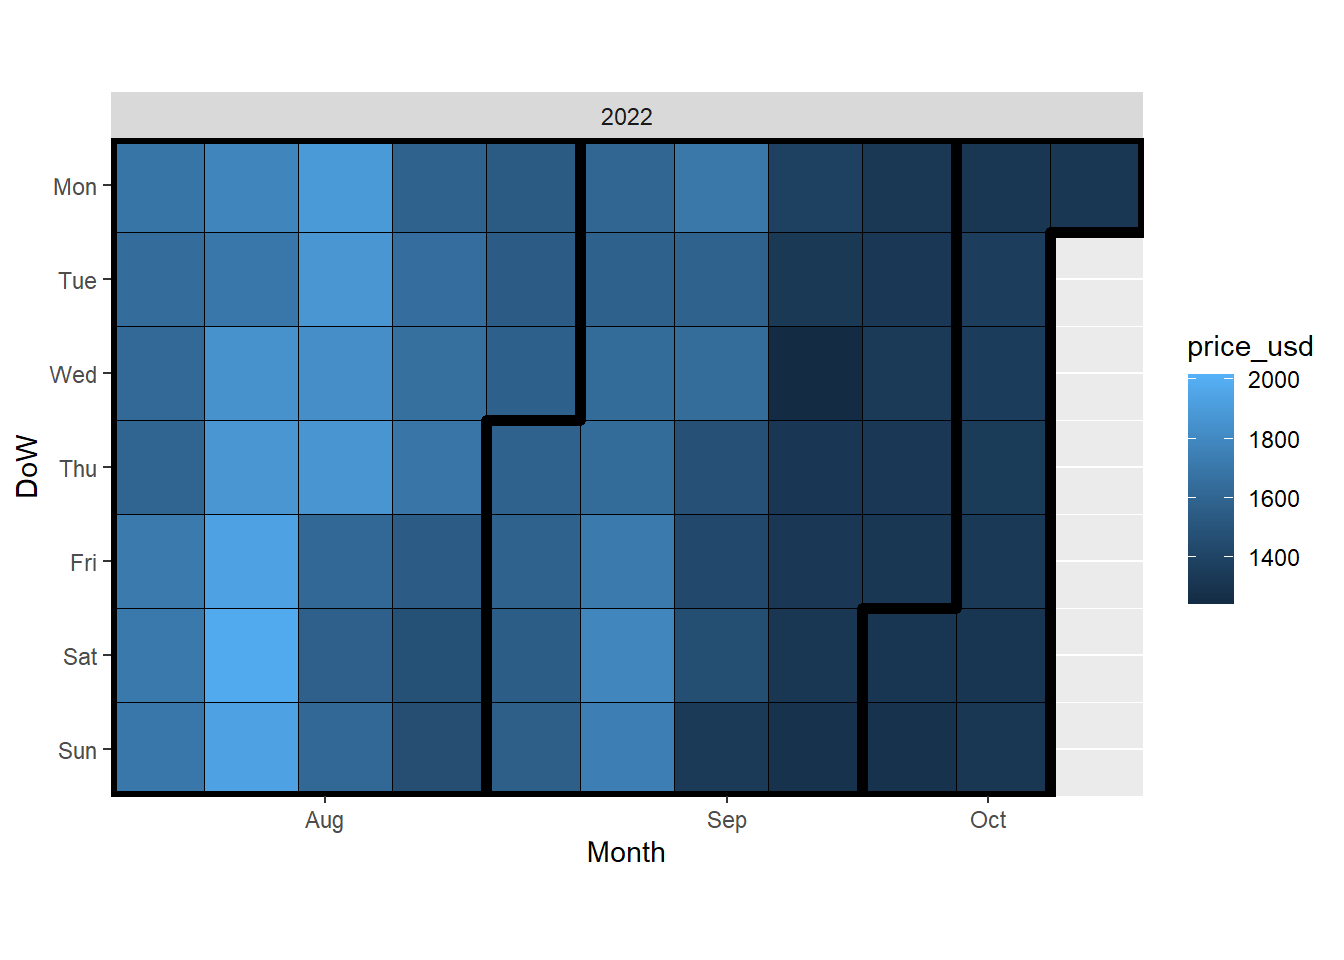 2022
Mon
Tue
Wed
Thu
Fri
Sat
Sun
DoW
Aug
Sep
Oct
Month
price_usd
2000
1800
1600
1400